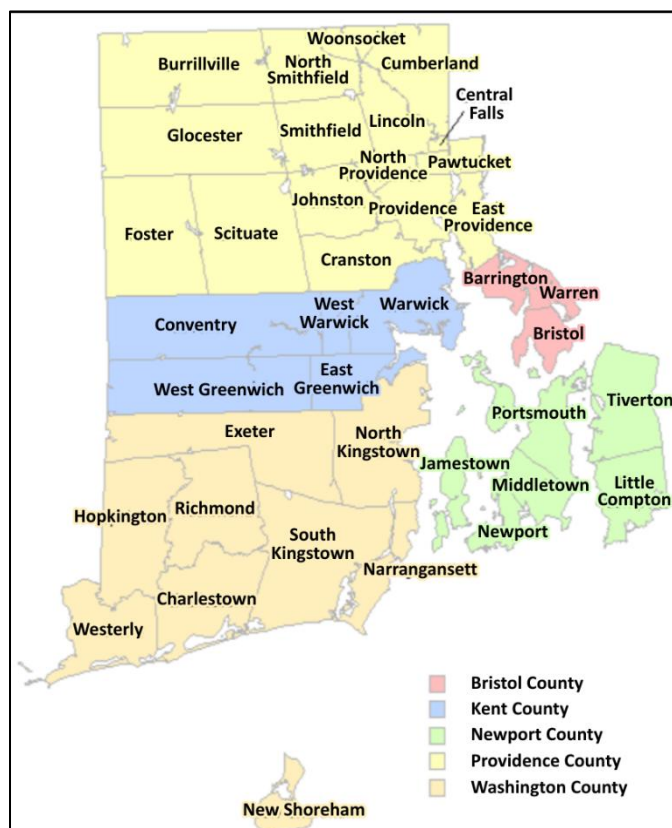 Woonsocket
Burrillville
North
Smithfield
Cumberland
Central
Falls
Glocester
Smithfield
Lincoln
North
Providence
Pawtucket
Johnston
Providence
East
Providence
Foster
Scituate
Cranston
Barrington
Warren
Bristol
Coventry
West
Warwick
Warwick
West Greenwich
East
Greenwich
Exeter
North
Kingstown
Portsmouth
Tiverton
Jamestown
Middletown
Little
Compton
Newport
Hopkington
Richmond
South
Kingstown
Narrangansett
Charlestown
Westerly
Bristol County
Kent County
Newport County
Providence County
Washington County
New Shoreham